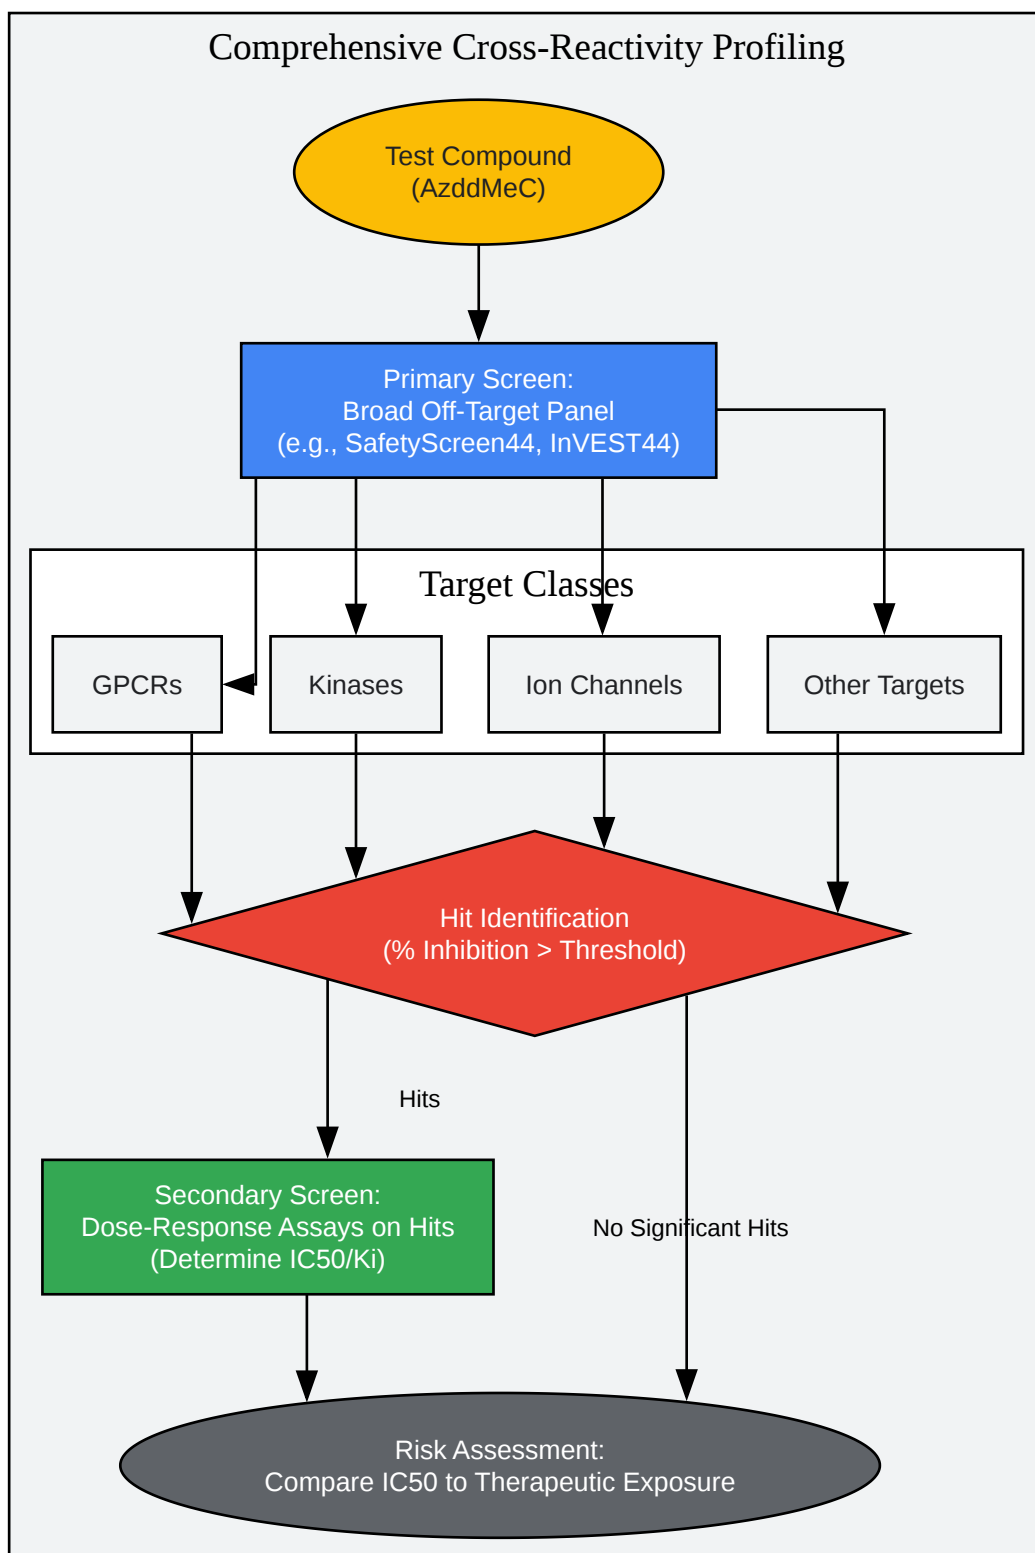 Comprehensive Cross-Reactivity Profiling
Test Compound
(AzddMeC)
Primary Screen:
Broad Off-Target Panel
(e.g., SafetyScreen44, InVEST44)
Target Classes
GPCRs
Kinases
Ion Channels
Other Targets
Hit Identification
(% Inhibition > Threshold)
Hits
Secondary Screen:
Dose-Response Assays on Hits
(Determine IC50/Ki)
No Significant Hits
Risk Assessment:
Compare IC50 to Therapeutic Exposure